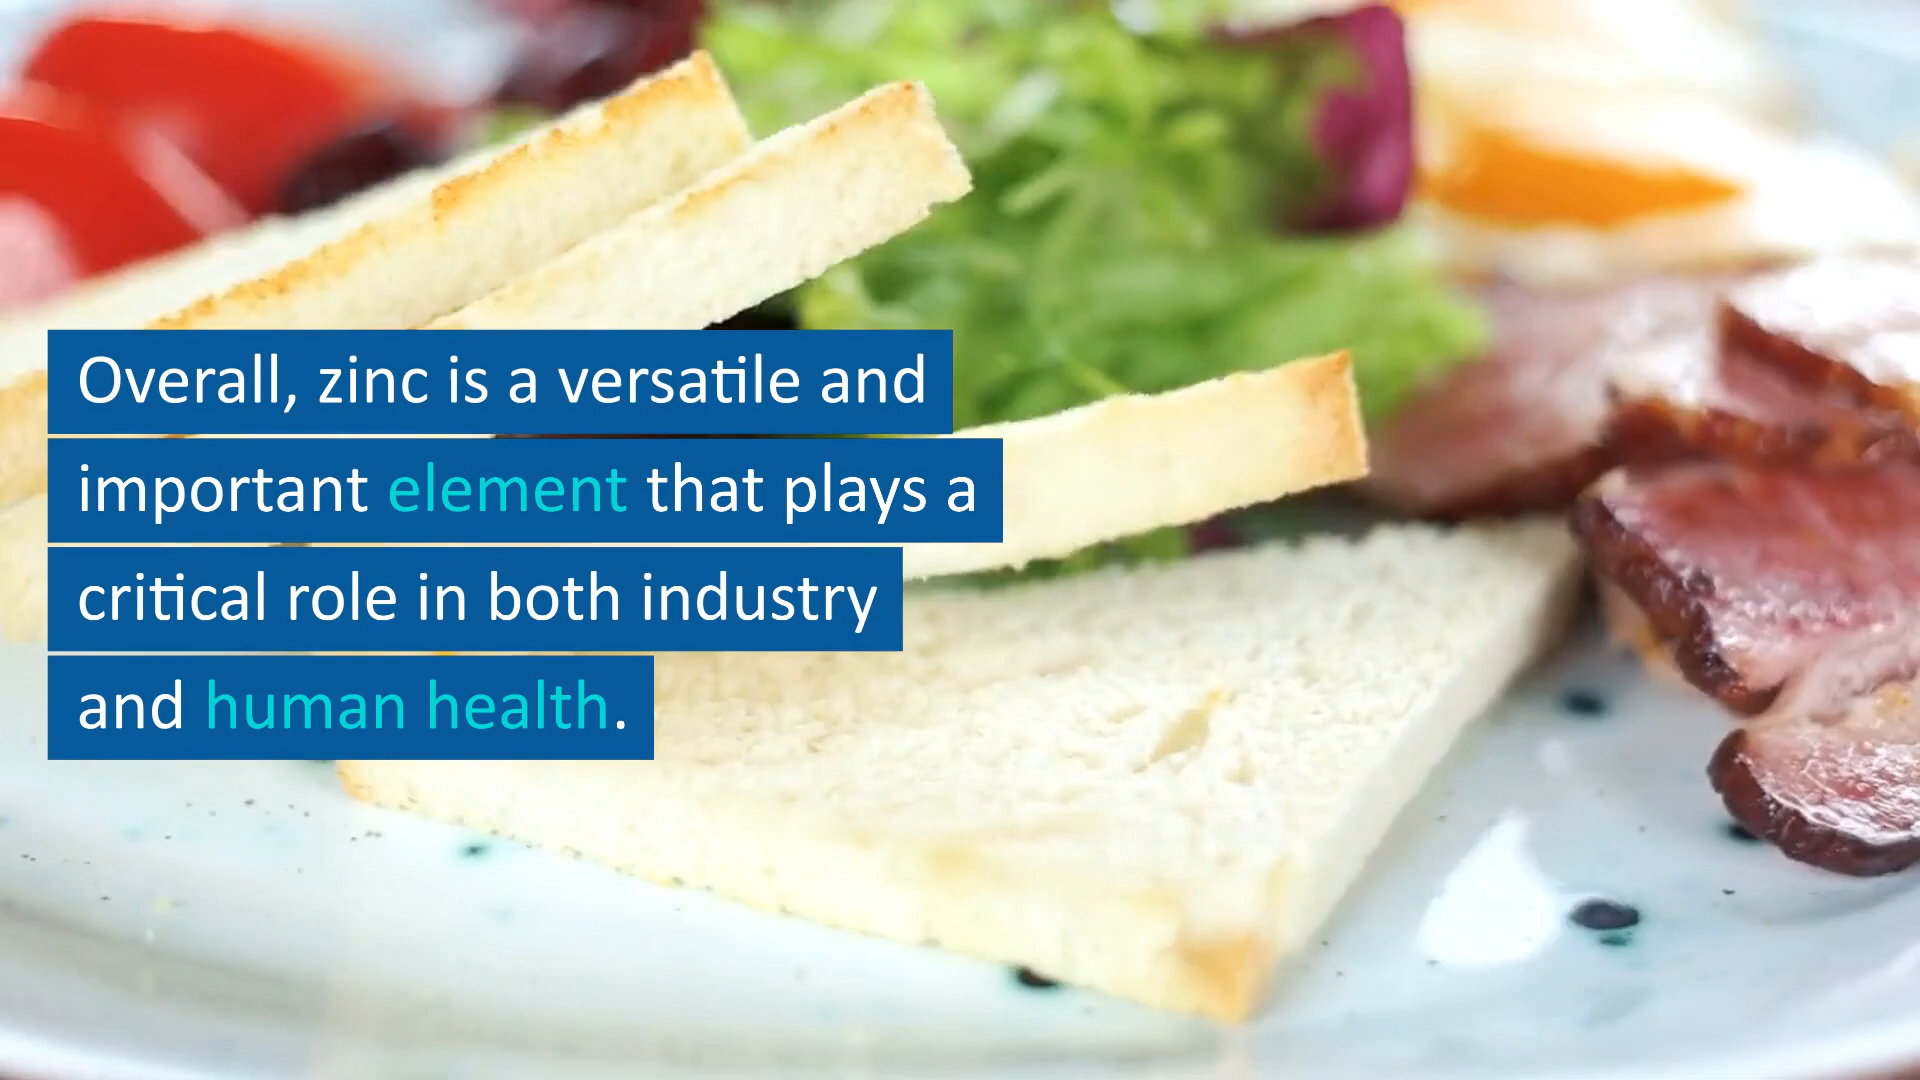 Overall, zinc is a versatile and
important element that plays a
critical role in both industry
and human health.